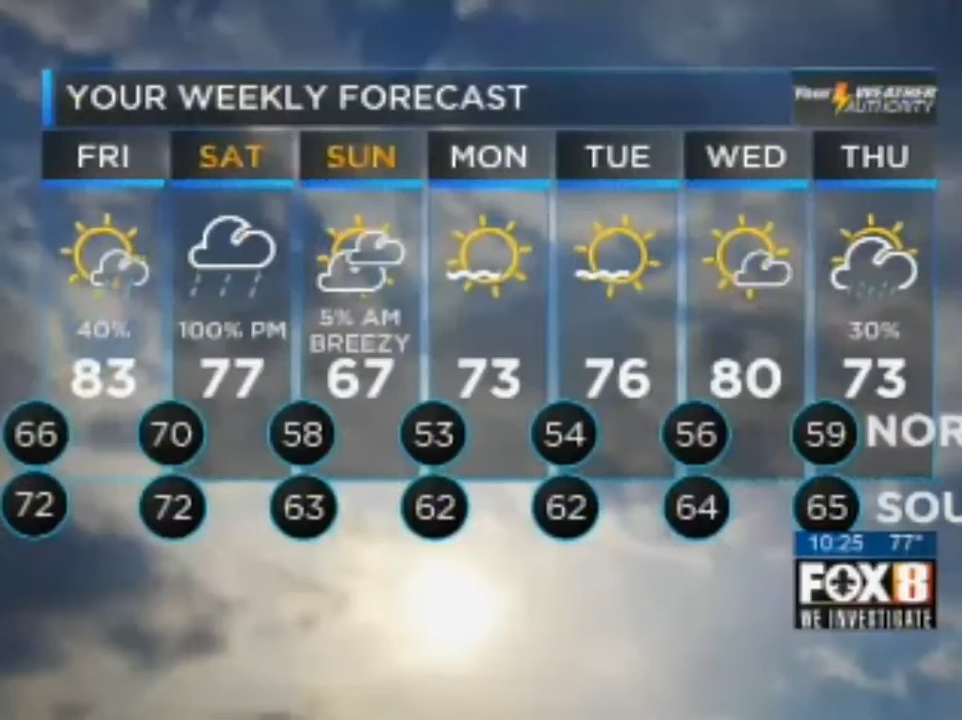 YOUR WEEKLY FORECAST
Your WEATHER
AUTHORITY
FRI SAT SUN MON TUE WED THU
40% 100% PM 5% AM 30%
BREEZY
83 77 67 73 76 80 73
66 70 58 53 54 56 59 NOR
72 72 63 62 62 64 65 SOU
10:25 77°
FOX 8
WE INVESTIGATE